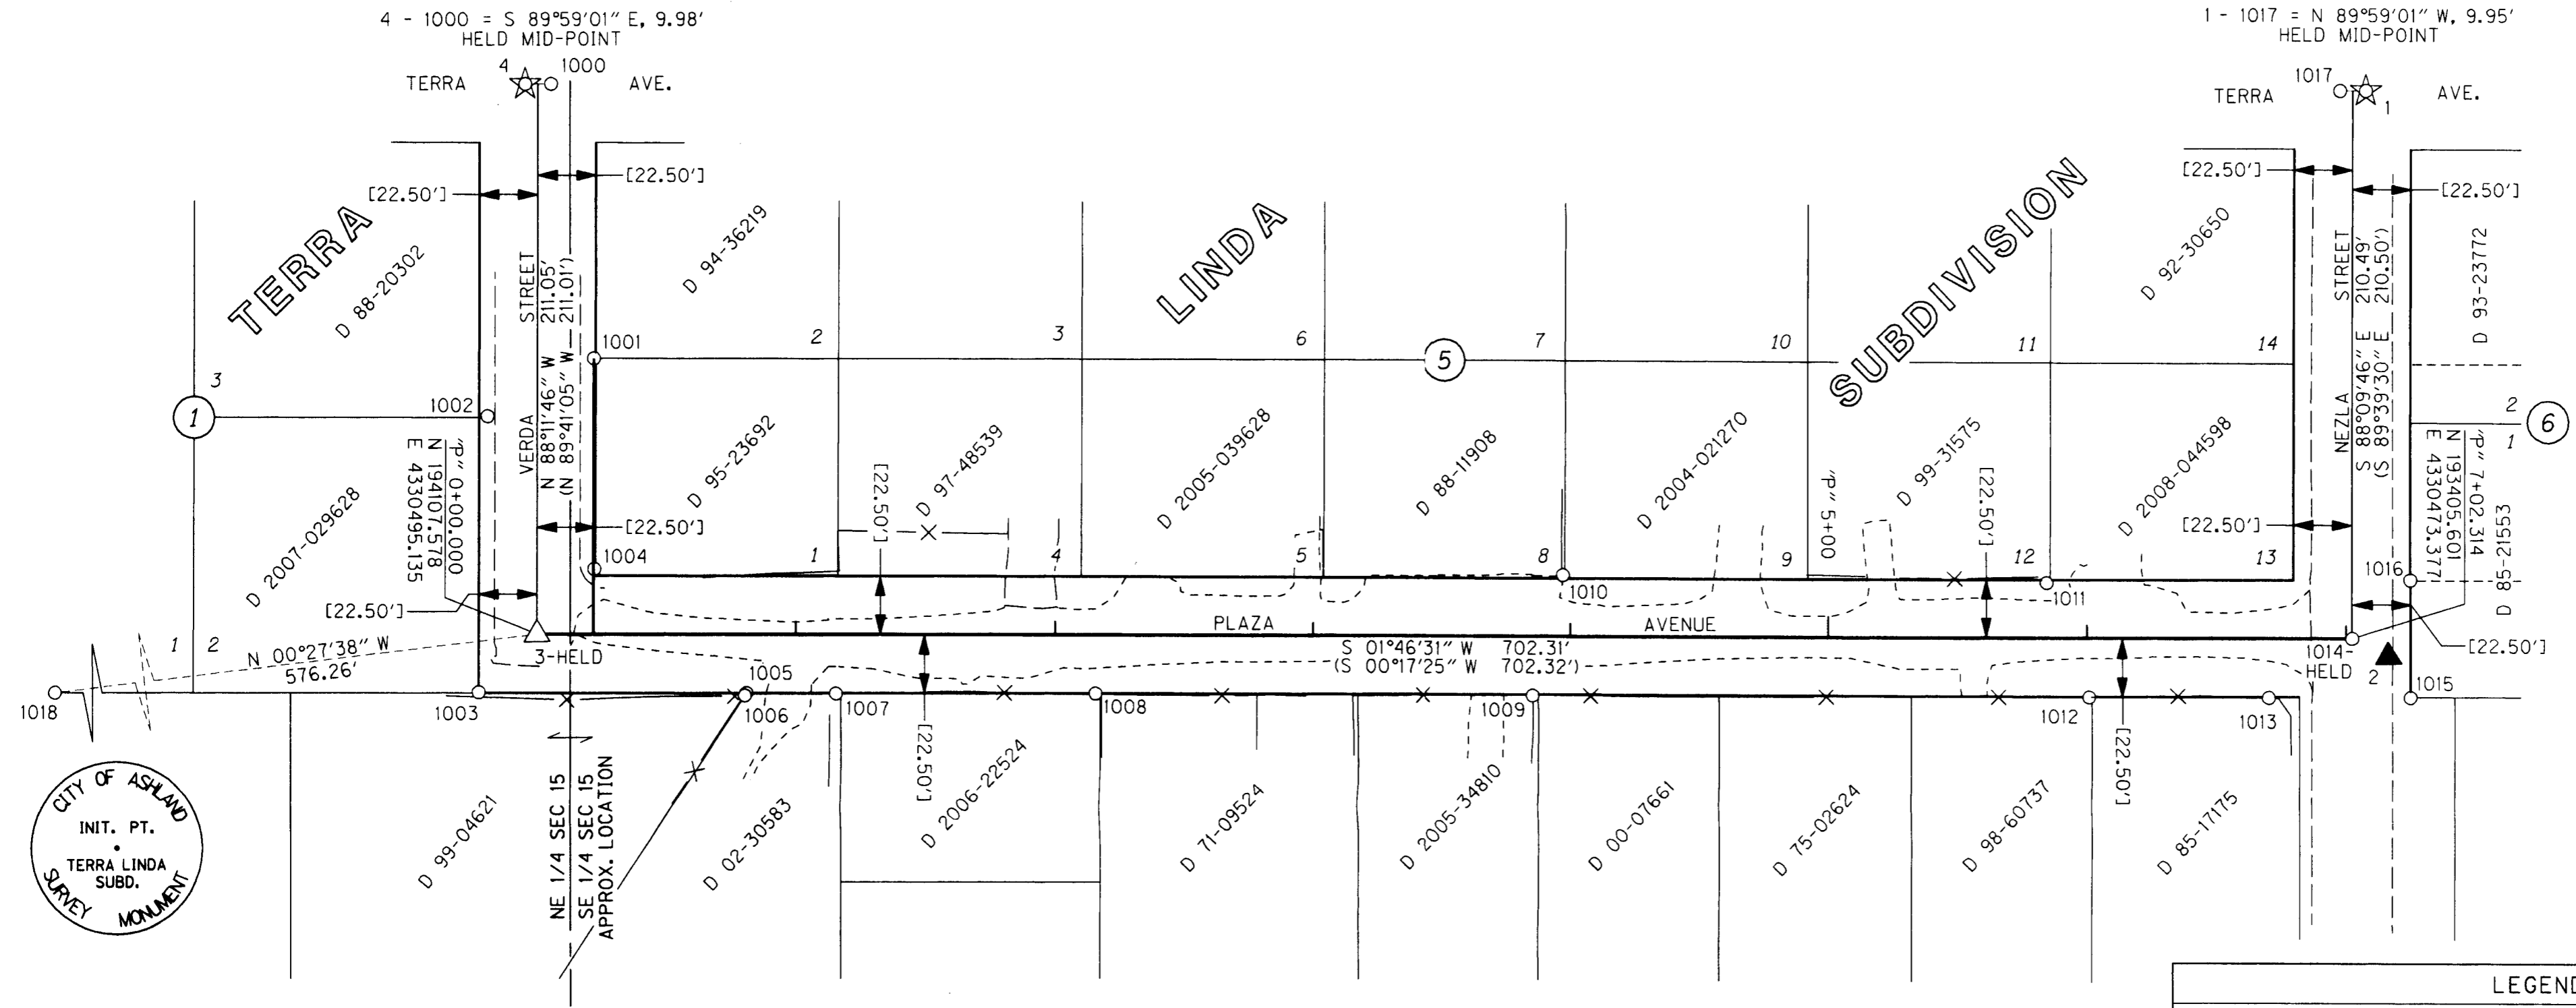 4 - 1000 = S 89°59'01" E, 9.98'
HELD MID-POINT
1 - 1017 = N 89°59'01" W, 9.95'
HELD MID-POINT
4
1000
TERRA
AVE.
1017
1
TERRA
AVE.
[22.50']
[22.50']
[22.50']
[22.50']
TERRA
LINDA
SUBDIVISION
D 88-20302
D 94-36219
D 92-30650
D 93-23772
VERDA STREET
N 88°11'46" W 211.05'
(N 89°41'05" W 211.01')
NEZLA STREET
S 88°09'46" E 210.49'
(S 89°39'30" E 210.50')
1001
2
3
6
5
7
10
11
14
3
1
1002
2
6
1
"P" 0+00.000
N 194107.578
E 4330495.135
"P" 7+02.314
N 193405.601
E 4330473.377
D 2007-029628
D 95-23692
D 97-48539
D 2005-039628
D 88-11908
D 2004-021270
D 99-31575
D 2008-044598
D 85-21553
[22.50']
[22.50']
"P" 5+00
[22.50']
[22.50']
1004
1
4
5
8
9
12
13
1010
1011
1016
[22.50']
PLAZA
AVENUE
1 2
N 00°27'38" W
576.26'
3-HELD
S 01°46'31" W 702.31'
(S 00°17'25" W 702.32')
1014-
HELD
2
[22.50']
1018
1003
1005
1006
1007
1008
1009
1012
1013
1015
[22.50']
[22.50']
CITY OF ASHLAND
INIT. PT.
TERRA LINDA
SUBD.
SURVEY MONUMENT
NE 1/4 SEC 15
SE 1/4 SEC 15
APPROX. LOCATION
D 99-04621
D 02-30583
D 2006-22524
D 71-09524
D 2005-34810
D 00-07661
D 75-02624
D 98-60737
D 85-17175
LEGEND